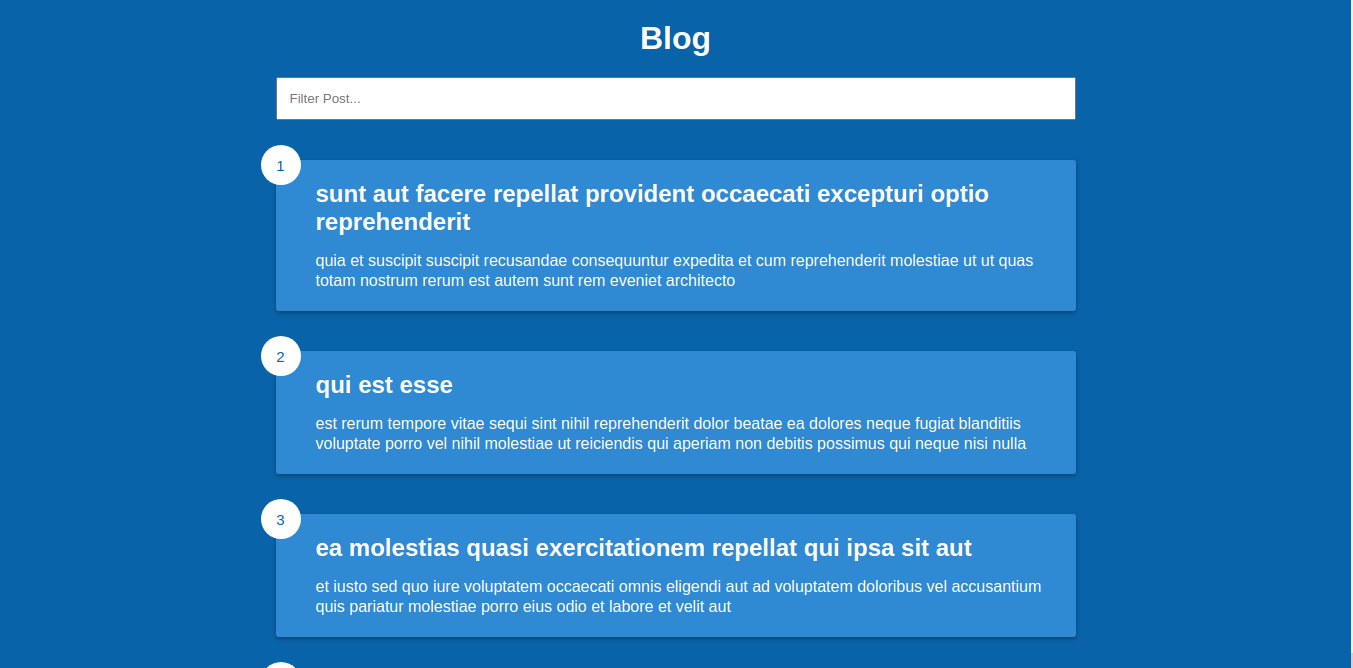 Blog
Filter Post...
1
sunt aut facere repellat provident occaecati excepturi optio
reprehenderit
quia et suscipit suscipit recusandae consequuntur expedita et cum reprehenderit molestiae ut ut quas
totam nostrum rerum est autem sunt rem eveniet architecto
2
qui est esse
est rerum tempore vitae sequi sint nihil reprehenderit dolor beatae ea dolores neque fugiat blanditiis
voluptate porro vel nihil molestiae ut reiciendis qui aperiam non debitis possimus qui neque nisi nulla
3
ea molestias quasi exercitationem repellat qui ipsa sit aut
et iusto sed quo iure voluptatem occaecati omnis eligendi aut ad voluptatem doloribus vel accusantium
quis pariatur molestiae porro eius odio et labore et velit aut